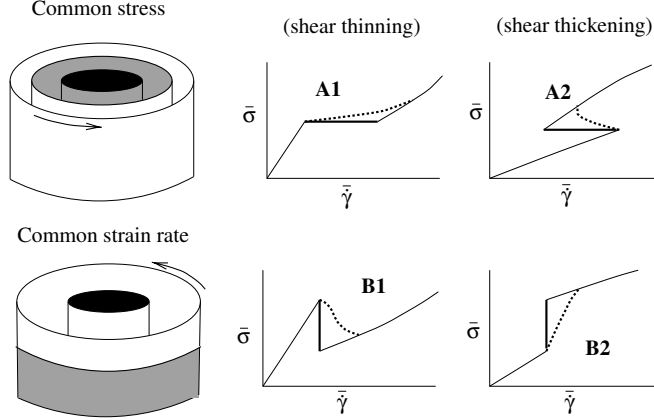 Common stress
(shear thinning)
(shear thickening)
A1
σ̄
γ̇̄
A2
σ̄
γ̇̄
Common strain rate
B1
σ̄
γ̇̄
B2
σ̄
γ̇̄